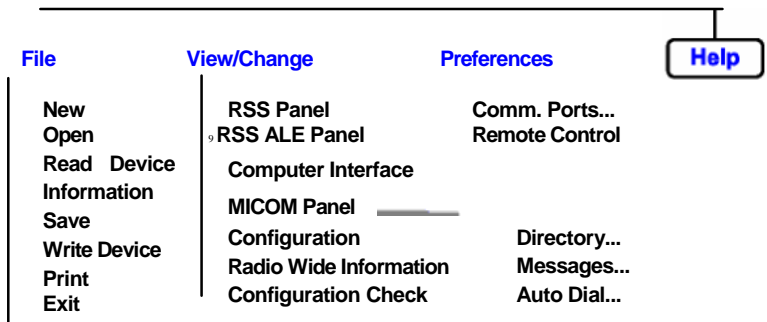 File View/Change Preferences Help
New RSS Panel Comm. Ports...
Open 9 RSS ALE Panel Remote Control
Read Device Computer Interface
Information
MICOM Panel
Save
Configuration Directory...
Write Device
Radio Wide Information Messages...
Print
Configuration Check Auto Dial...
Exit